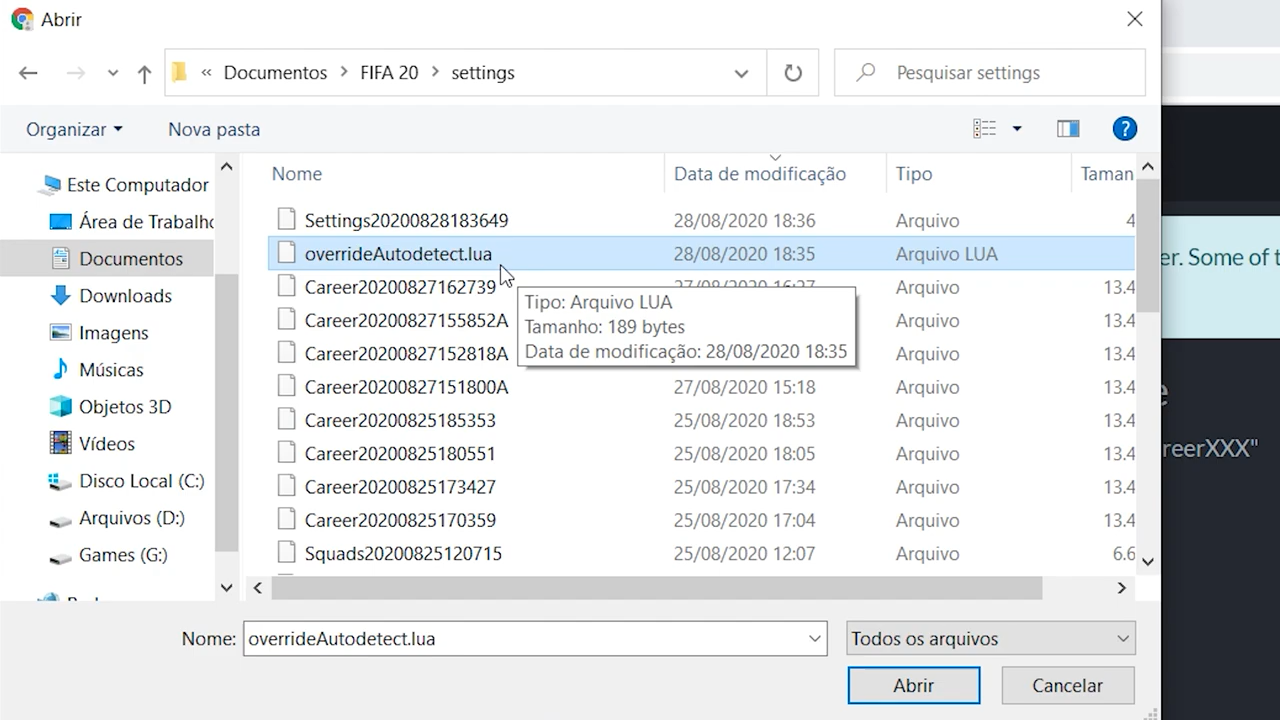 Abrir
« Documentos > FIFA 20 > settings
Pesquisar settings
Organizar
Nova pasta
?
Nome
Data de modificação
Tipo
Taman
Este Computador
Área de Trabalho
Documentos
Downloads
Imagens
Músicas
Objetos 3D
Vídeos
Disco Local (C:)
Arquivos (D:)
Games (G:)
Settings20200828183649 28/08/2020 18:36 Arquivo 4
overrideAutodetect.lua 28/08/2020 18:35 Arquivo LUA
Career20200827162739 27/08/2020 16:27 Arquivo 13.4
Career20200827155852A Arquivo 13.4
Career20200827152818A Arquivo 13.4
Career20200827151800A 27/08/2020 15:18 Arquivo 13.4
Career20200825185353 25/08/2020 18:53 Arquivo 13.4
Career20200825180551 25/08/2020 18:05 Arquivo 13.4
Career20200825173427 25/08/2020 17:34 Arquivo 13.4
Career20200825170359 25/08/2020 17:04 Arquivo 13.4
Squads20200825120715 25/08/2020 12:07 Arquivo 6.6
Tipo: Arquivo LUA
Tamanho: 189 bytes
Data de modificação: 28/08/2020 18:35
er. Some of t
e
reerXXX"
Nome: overrideAutodetect.lua
Todos os arquivos
Abrir
Cancelar